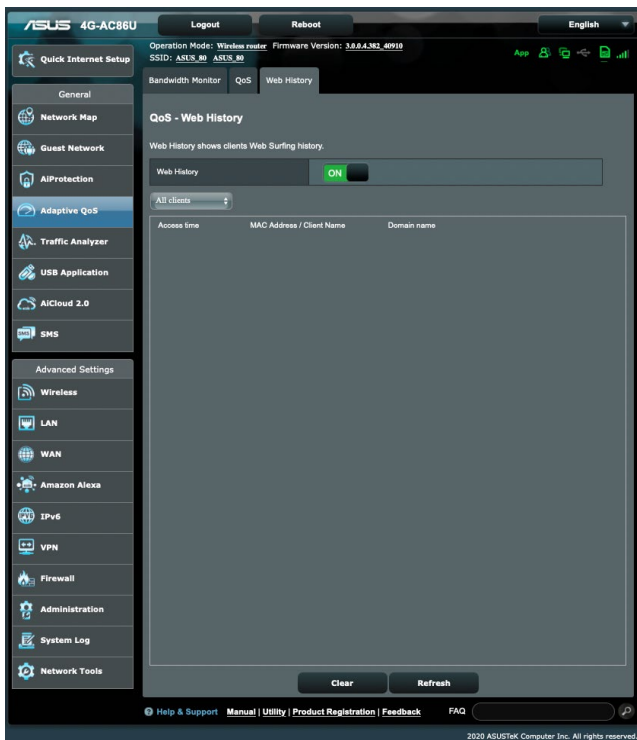 ASUS 4G-AC86U
Logout
Reboot
English
Operation Mode: Wireless router Firmware Version: 3.0.0.4.382_40910
SSID: ASUS_80 ASUS_80
App
Quick Internet Setup
General
Network Map
Guest Network
AiProtection
Adaptive QoS
Traffic Analyzer
USB Application
AiCloud 2.0
SMS
SMS
Advanced Settings
Wireless
LAN
WAN
Amazon Alexa
IPv6
VPN
Firewall
Administration
System Log
Network Tools
Bandwidth Monitor
QoS
Web History
QoS - Web History
Web History shows clients Web Surfing history.
Web History
ON
All clients
Access time
MAC Address / Client Name
Domain name
Clear
Refresh
Help & Support
Manual | Utility | Product Registration | Feedback
FAQ
2020 ASUSTeK Computer Inc. All rights reserved.